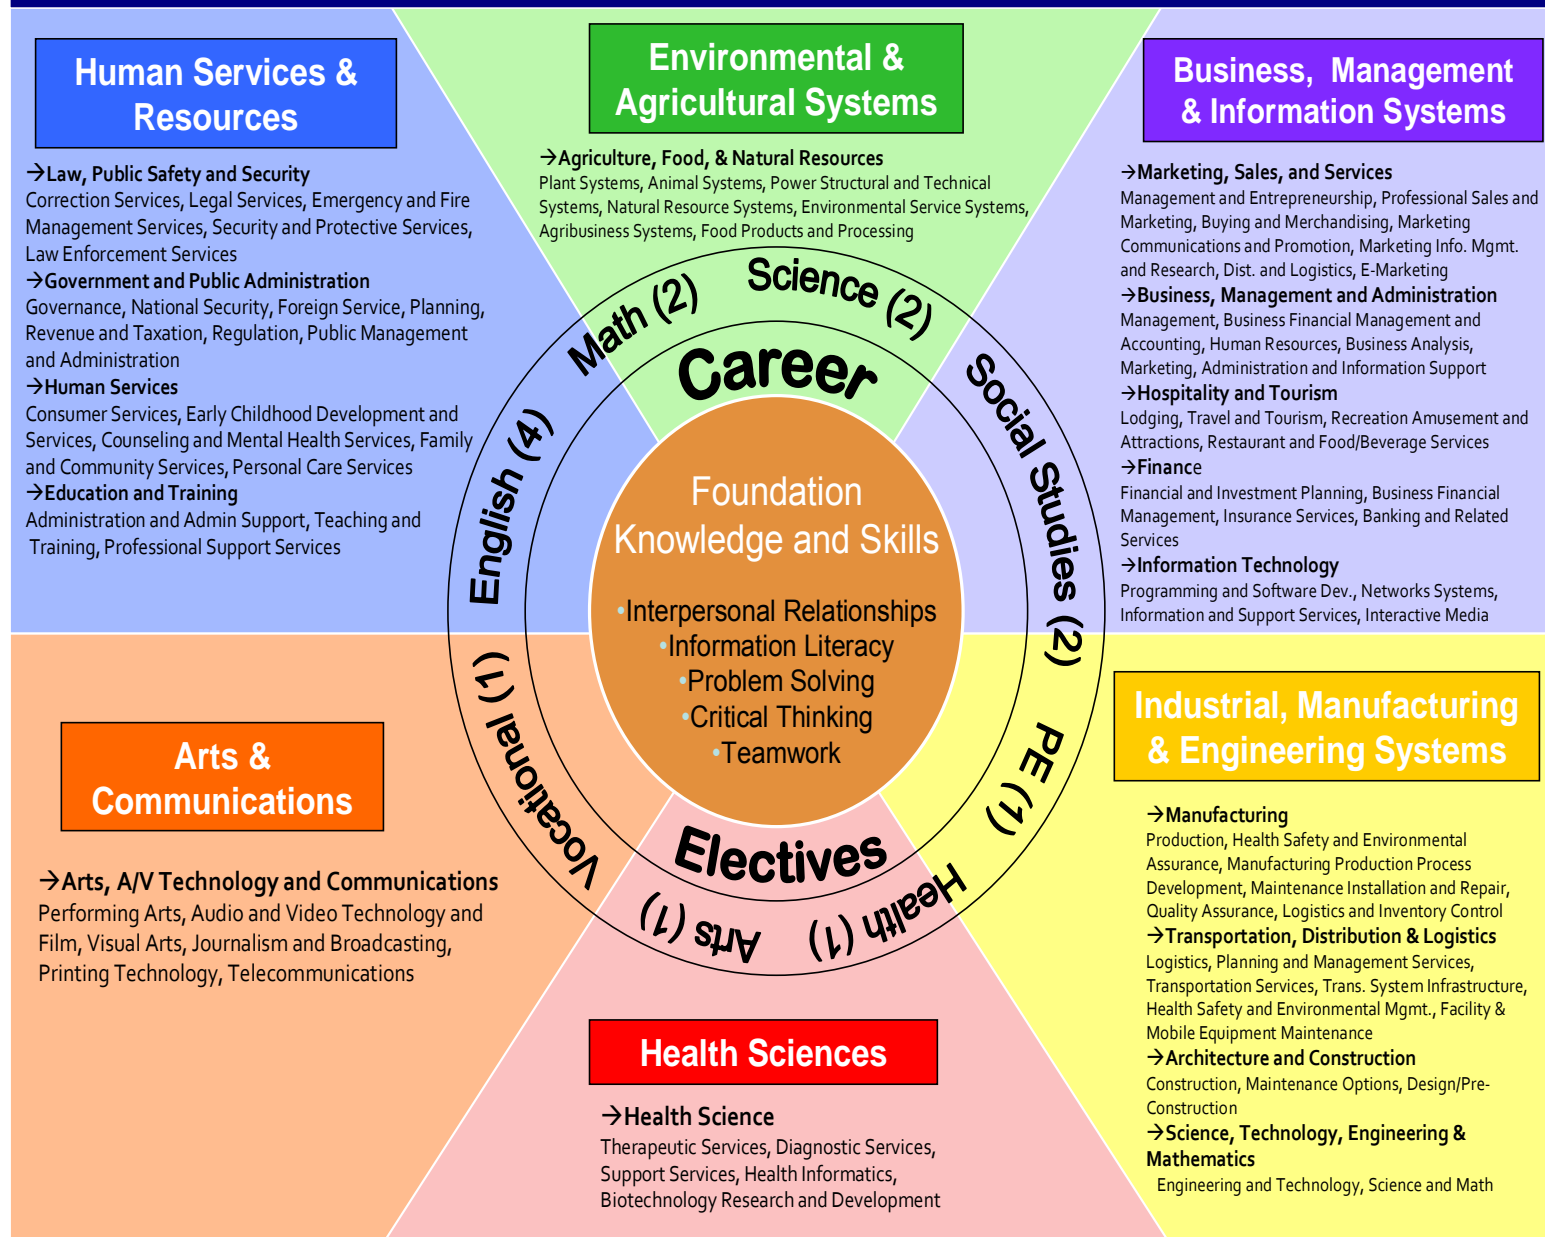 Human Services &
Resources
→Law, Public Safety and Security
Correction Services, Legal Services, Emergency and Fire
Management Services, Security and Protective Services,
Law Enforcement Services
→Government and Public Administration
Governance, National Security, Foreign Service, Planning,
Revenue and Taxation, Regulation, Public Management
and Administration
→Human Services
Consumer Services, Early Childhood Development and
Services, Counseling and Mental Health Services, Family
and Community Services, Personal Care Services
→Education and Training
Administration and Admin Support, Teaching and
Training, Professional Support Services
Environmental &
Agricultural Systems
→Agriculture, Food, & Natural Resources
Plant Systems, Animal Systems, Power Structural and Technical
Systems, Natural Resource Systems, Environmental Service Systems,
Agribusiness Systems, Food Products and Processing
Business, Management
& Information Systems
→Marketing, Sales, and Services
Management and Entrepreneurship, Professional Sales and
Marketing, Buying and Merchandising, Marketing
Communications and Promotion, Marketing Info. Mgmt.
and Research, Dist. and Logistics, E-Marketing
→Business, Management and Administration
Management, Business Financial Management and
Accounting, Human Resources, Business Analysis,
Marketing, Administration and Information Support
→Hospitality and Tourism
Lodging, Travel and Tourism, Recreation Amusement and
Attractions, Restaurant and Food/Beverage Services
→Finance
Financial and Investment Planning, Business Financial
Management, Insurance Services, Banking and Related
Services
→Information Technology
Programming and Software Dev., Networks Systems,
Information and Support Services, Interactive Media
English (4)
Math (2)
Science (2)
Social Studies (2)
PE (1)
Health (1)
Arts (1)
Vocational (1)
Career
Foundation
Knowledge and Skills
•Interpersonal Relationships
•Information Literacy
•Problem Solving
•Critical Thinking
•Teamwork
Electives
Arts &
Communications
→Arts, A/V Technology and Communications
Performing Arts, Audio and Video Technology and
Film, Visual Arts, Journalism and Broadcasting,
Printing Technology, Telecommunications
Health Sciences
→Health Science
Therapeutic Services, Diagnostic Services,
Support Services, Health Informatics,
Biotechnology Research and Development
Industrial, Manufacturing
& Engineering Systems
→Manufacturing
Production, Health Safety and Environmental
Assurance, Manufacturing Production Process
Development, Maintenance Installation and Repair,
Quality Assurance, Logistics and Inventory Control
→Transportation, Distribution & Logistics
Logistics, Planning and Management Services,
Transportation Services, Trans. System Infrastructure,
Health Safety and Environmental Mgmt., Facility &
Mobile Equipment Maintenance
→Architecture and Construction
Construction, Maintenance Options, Design/Pre-
Construction
→Science, Technology, Engineering &
Mathematics
Engineering and Technology, Science and Math